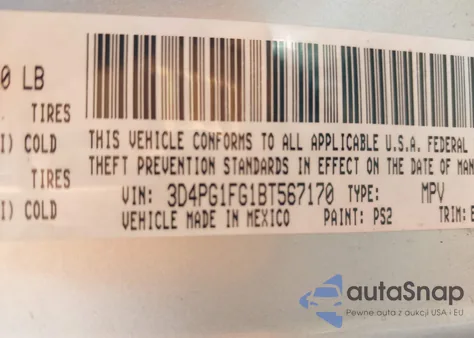 0 LB
TIRES
I) COLD
TIRES
I) COLD
THIS VEHICLE CONFORMS TO ALL APPLICABLE U.S.A. FEDERAL
THEFT PREVENTION STANDARDS IN EFFECT ON THE DATE OF MAN
VIN: 3D4PG1FG1BT567170 TYPE: MPV
VEHICLE MADE IN MEXICO PAINT: PS2 TRIM: E
autoSnap
Pewne auta z aukcji USA i EU